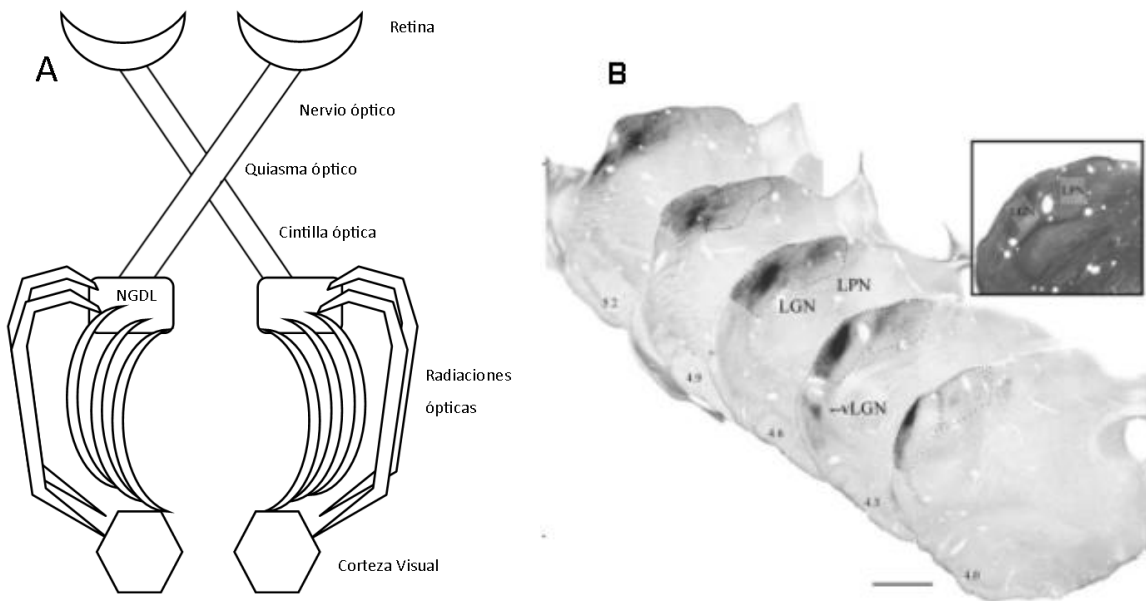 A
Retina
Nervio óptico
Quiasma óptico
Cintilla óptica
NGDL
Radiaciones
ópticas
Corteza Visual
B
LPN
LGN
5.2
LPN
LGN
4.9
4.6
vLGN
4.3
4.0